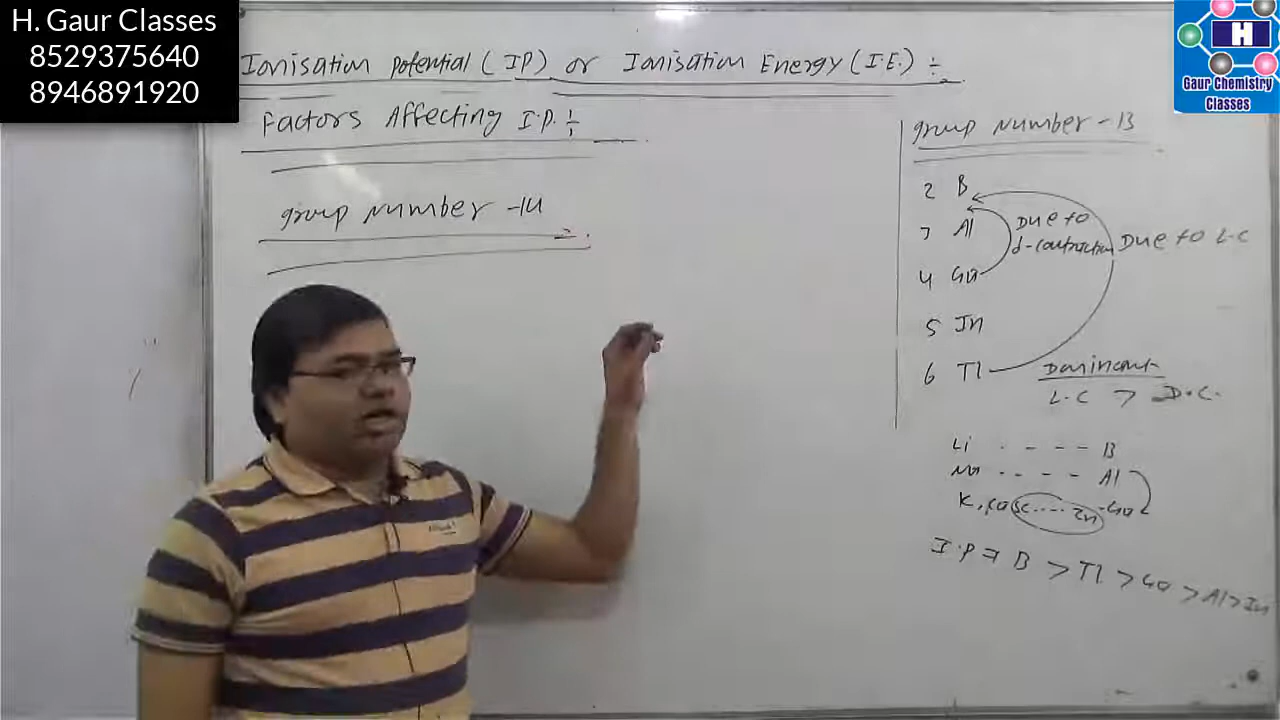 H. Gaur Classes
8529375640
8946891920
H
Gaur Chemistry
Classes
Ionisation potential (IP) or Ionisation Energy (I.E.) :-
Factors Affecting I.P. :-
group number -14
group number -13
2 B
3 Al
4 Ga
5 In
6 Tl
Due to
d-contraction
Due to L.C
Dominant
L.C > D.C.
Li . - - - - B
Na - - - - Al
K, Ca Sc.....Zn -Ga
I.P ⇒ B > Tl > Ga > Al > In